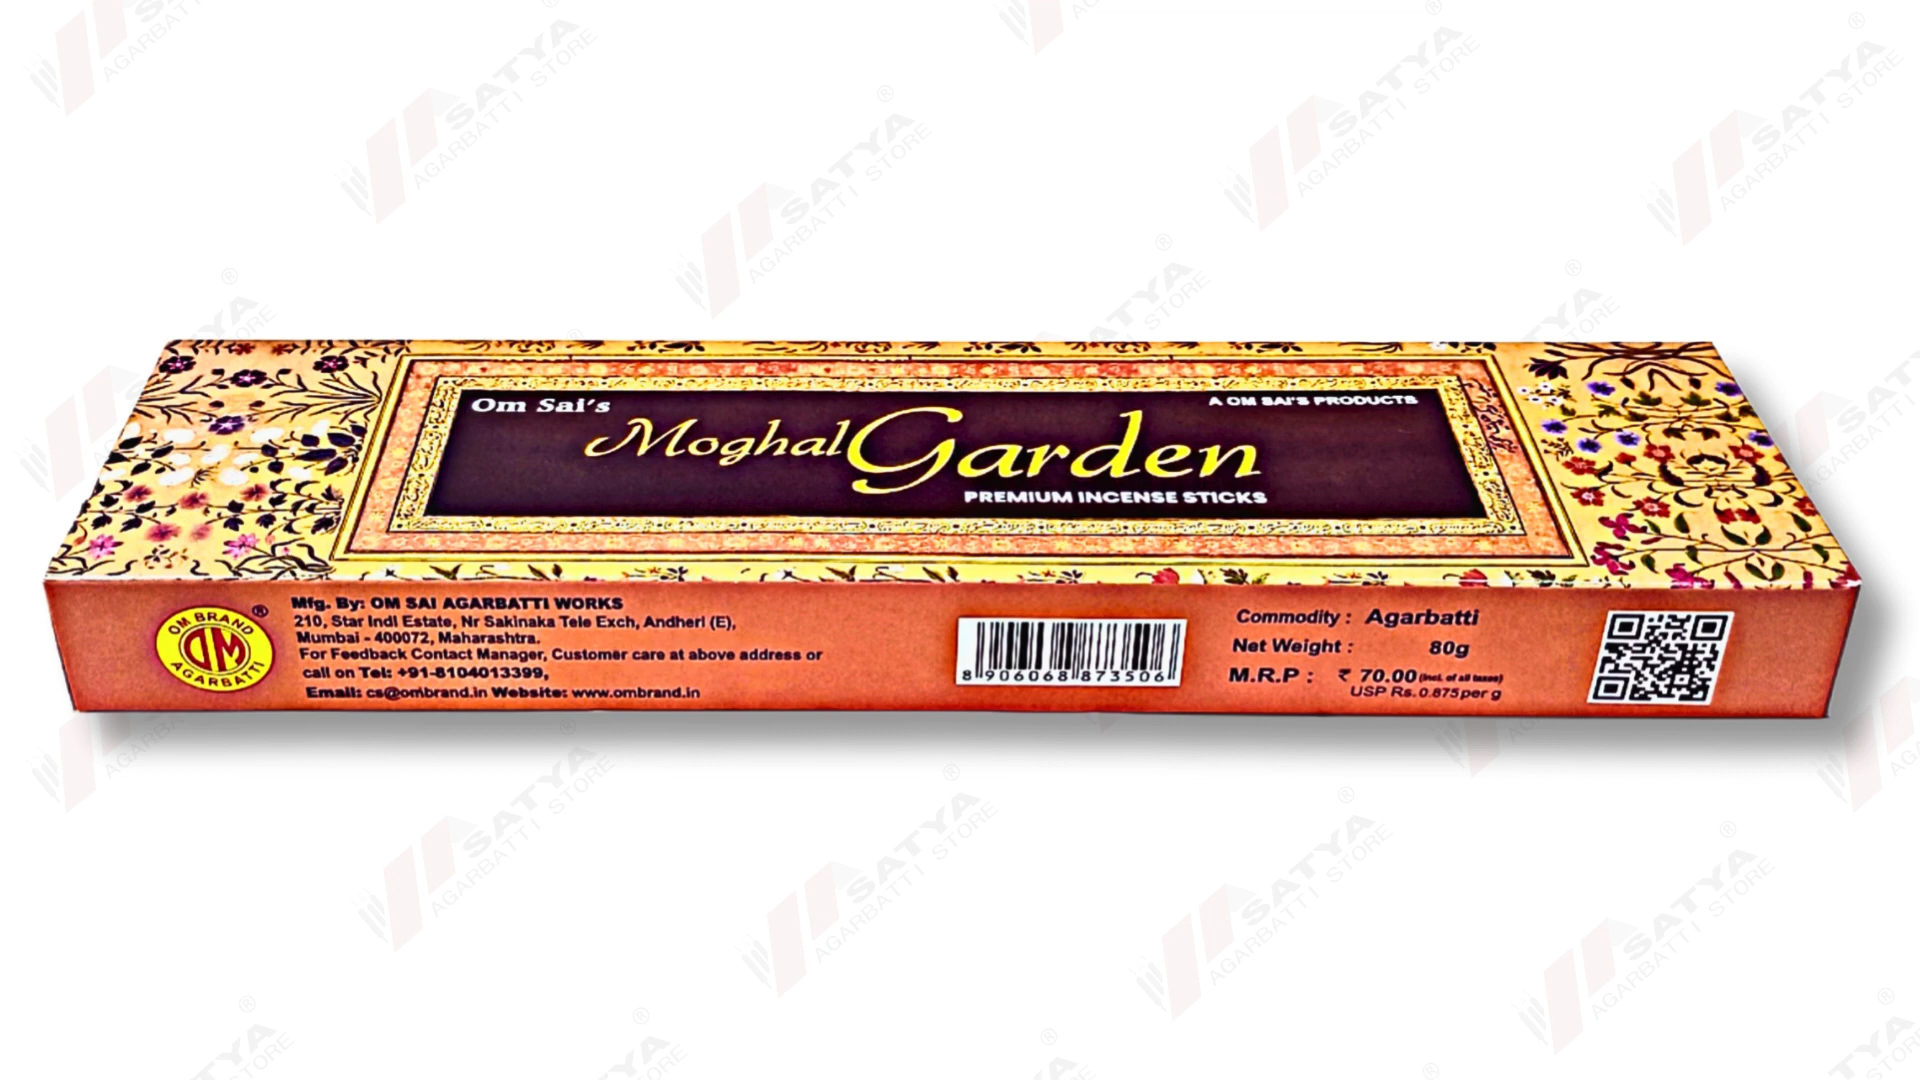 Om Sai's
A OM SAI'S PRODUCTS
Moghal Garden
PREMIUM INCENSE STICKS
OM BRAND
OM
AGARBATTI
®
Mfg. By: OM SAI AGARBATTI WORKS
210, Star Indl Estate, Nr Sakinaka Tele Exch, Andheri (E),
Mumbai - 400072, Maharashtra.
For Feedback Contact Manager, Customer care at above address or
call on Tel: +91-8104013399,
Email: cs@ombrand.in Website: www.ombrand.in
8 906068 873506
Commodity : Agarbatti
Net Weight : 80g
M.R.P : ₹ 70.00 (Incl. of all taxes)
USP Rs. 0.875 per g
SATYA ®
AGARBATTI STORE